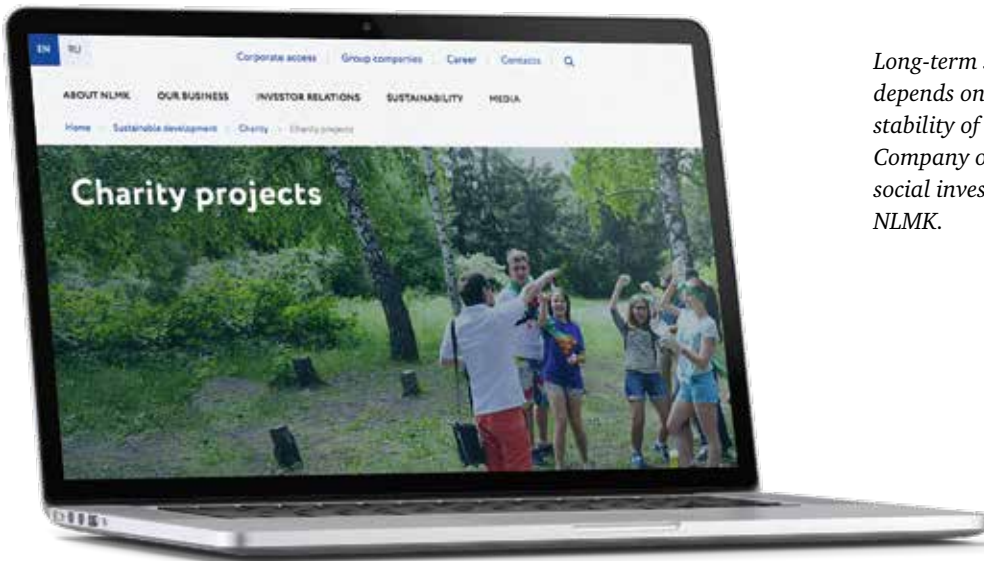 EN RU
Corporate access Group companies Career Contacts
ABOUT NLMK OUR BUSINESS INVESTOR RELATIONS SUSTAINABILITY MEDIA
Home Sustainable development Charity Charity projects
Charity projects
Long-term
depends on
stability of
Company
social
NLMK.